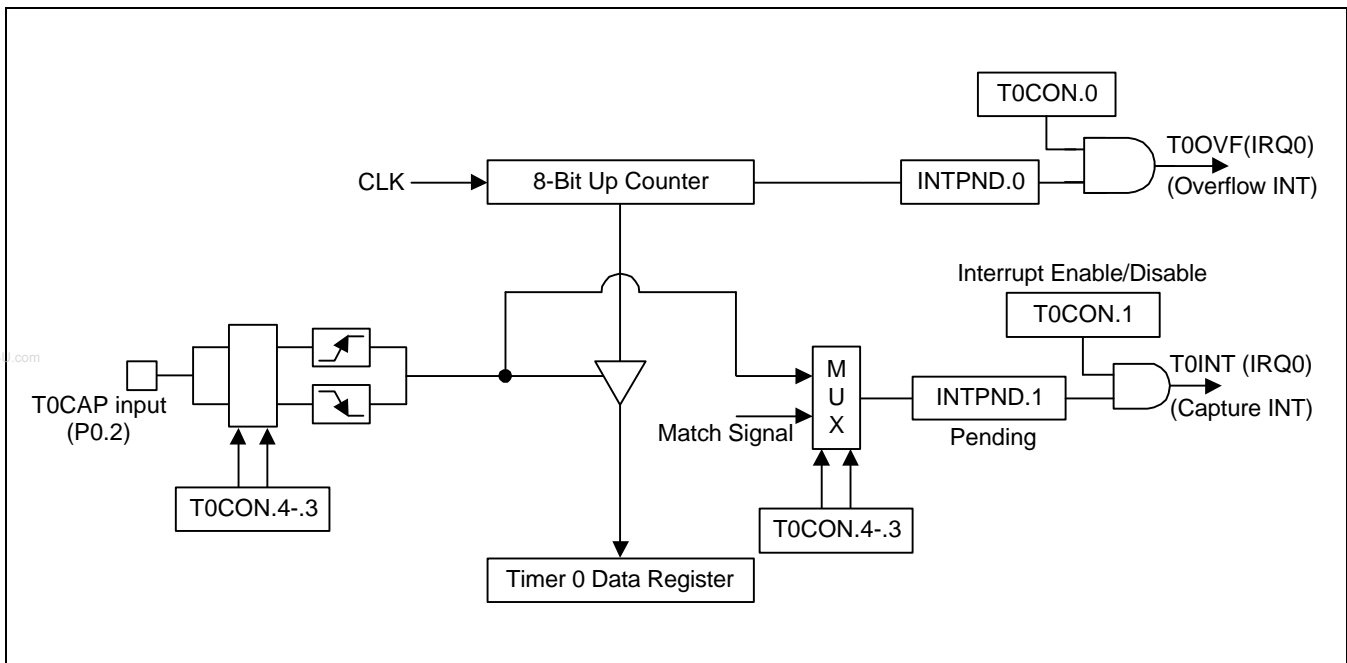 T0CON.0
T0OVF(IRQ0)
(Overflow INT)
CLK
8-Bit Up Counter
INTPND.0
Interrupt Enable/Disable
T0CON.1
U.com
T0CAP input
(P0.2)
M
U
X
INTPND.1
T0INT (IRQ0)
(Capture INT)
Match Signal
Pending
T0CON.4-.3
T0CON.4-.3
Timer 0 Data Register